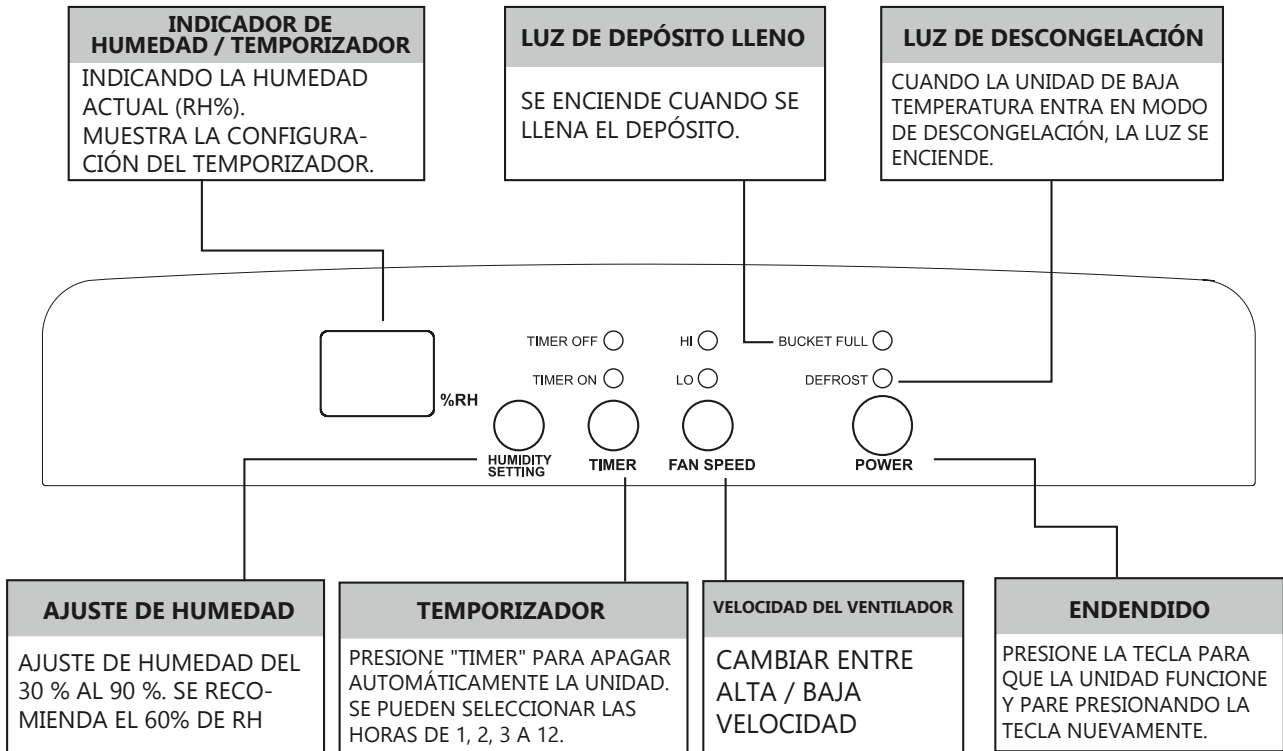 INDICADOR DE
HUMEDAD / TEMPORIZADOR
INDICANDO LA HUMEDAD
ACTUAL (RH%).
MUESTRA LA CONFIGURA-
CIÓN DEL TEMPORIZADOR.
LUZ DE DEPÓSITO LLENO
SE ENCIENDE CUANDO SE
LLENA EL DEPÓSITO.
LUZ DE DESCONGELACIÓN
CUANDO LA UNIDAD DE BAJA
TEMPERATURA ENTRA EN MODO
DE DESCONGELACIÓN, LA LUZ SE
ENCIENDE.
TIMER OFF
HI
BUCKET FULL
TIMER ON
LO
DEFROST
%RH
HUMIDITY
SETTING
TIMER
FAN SPEED
POWER
AJUSTE DE HUMEDAD
AJUSTE DE HUMEDAD DEL
30 % AL 90 %. SE RECO-
MIENDA EL 60% DE RH
TEMPORIZADOR
PRESIONE "TIMER" PARA APAGAR
AUTOMÁTICAMENTE LA UNIDAD.
SE PUEDEN SELECCIONAR LAS
HORAS DE 1, 2, 3 A 12.
VELOCIDAD DEL VENTILADOR
CAMBIAR ENTRE
ALTA / BAJA
VELOCIDAD
ENDENDIDO
PRESIONE LA TECLA PARA
QUE LA UNIDAD FUNCIONE
Y PARE PRESIONANDO LA
TECLA NUEVAMENTE.